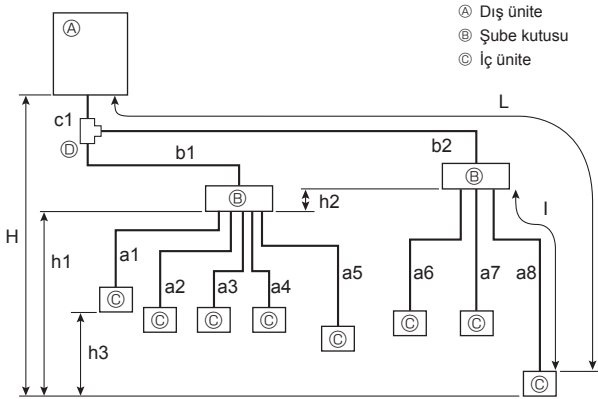 Ⓐ Dış ünite
Ⓑ Şube kutusu
Ⓒ İç ünite
Ⓐ
L
c1
Ⓓ
b1
b2
Ⓑ
Ⓑ
h2
l
H
h1
a1
a2
a3
a4
a5
a6
a7
a8
Ⓒ
Ⓒ
Ⓒ
Ⓒ
Ⓒ
Ⓒ
Ⓒ
h3
Ⓒ